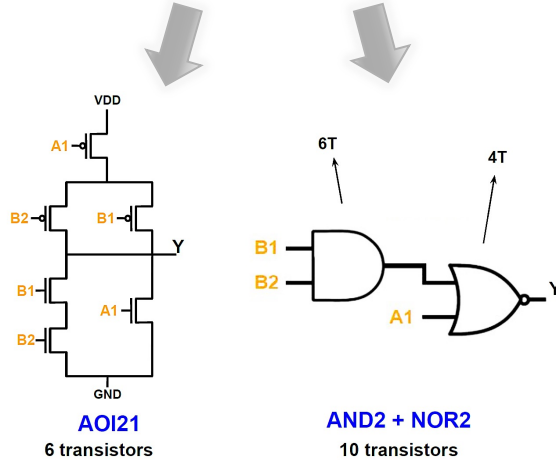 VDD
A1
B2
B1
Y
B1
A1
B2
GND
AOI21
6 transistors
6T
4T
B1
B2
A1
Y
AND2 + NOR2
10 transistors